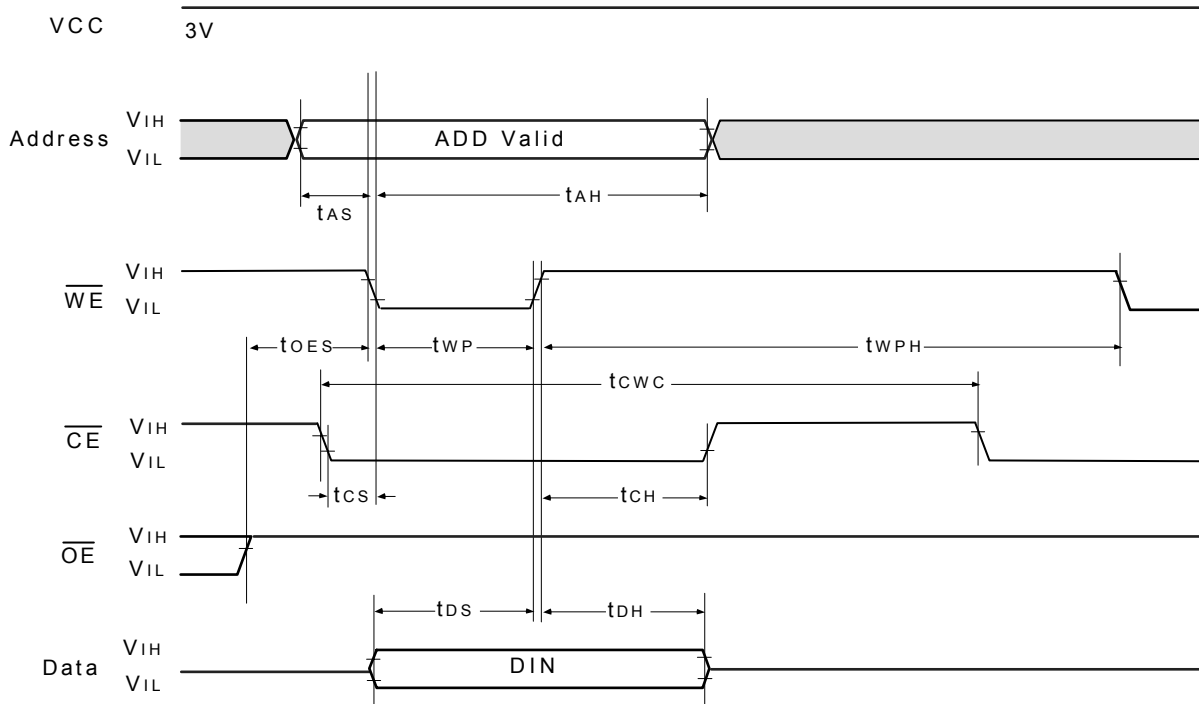 VCC 3V
Address VIH
VIL
ADD Valid
tAS
tAH
WE VIH
VIL
tOES
tWP
tWPH
tCWC
CE VIH
VIL
tCS
tCH
OE VIH
VIL
tDS
tDH
Data VIH
VIL
DIN